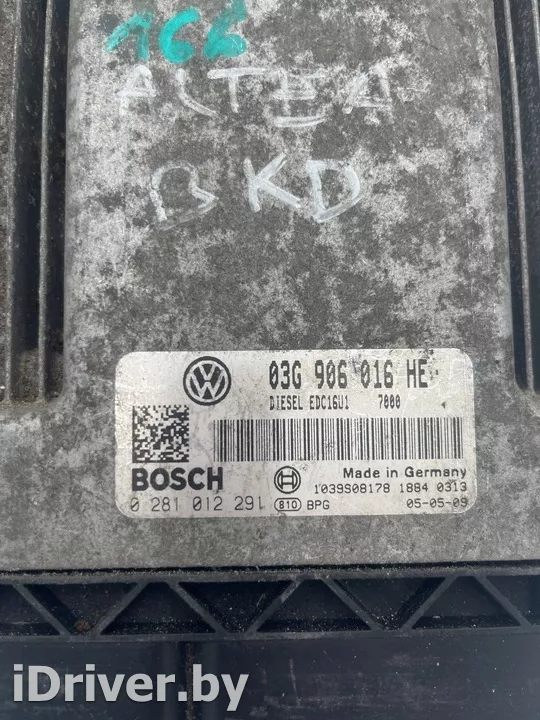 166
ALTEA
BKD
03G 906 016 HE
DIESEL EDC16U1 7000
BOSCH
Made in Germany
1039S08178 1884 0313
0 281 012 291 810 BPG 05-05-09
iDriver.by